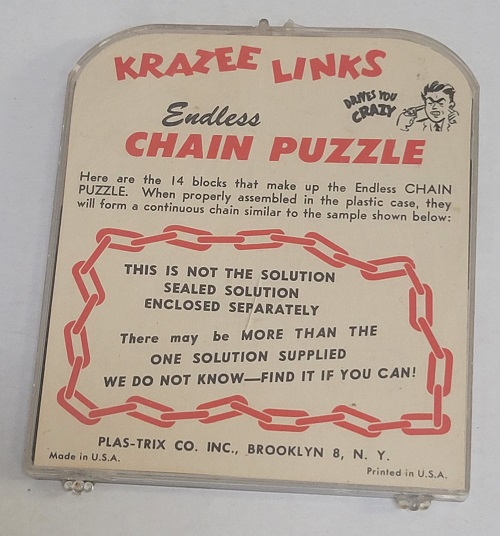 KRAZEE LINKS
DRIVES YOU
CRAZY
Endless
CHAIN PUZZLE
Here are the 14 blocks that make up the Endless CHAIN
PUZZLE. When properly assembled in the plastic case, they
will form a continuous chain similar to the sample shown below:
THIS IS NOT THE SOLUTION
SEALED SOLUTION
ENCLOSED SEPARATELY
There may be MORE THAN THE
ONE SOLUTION SUPPLIED
WE DO NOT KNOW—FIND IT IF YOU CAN!
PLAS-TRIX CO. INC., BROOKLYN 8, N. Y.
Made in U.S.A.
Printed in U.S.A.